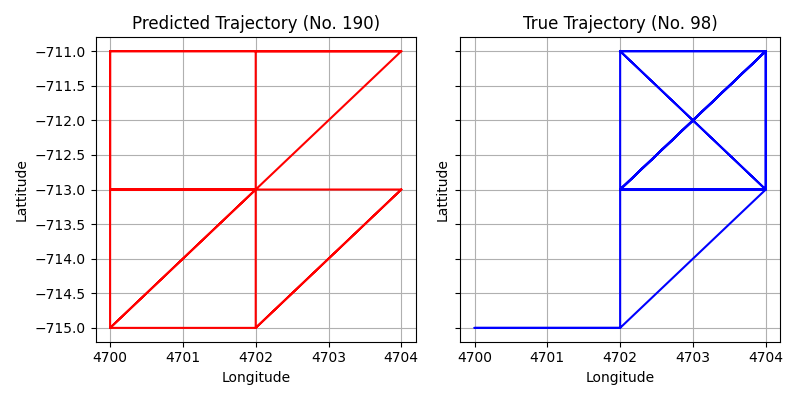 Predicted Trajectory (No. 190)
True Trajectory (No. 98)
−711.0
−711.5
−712.0
−712.5
−713.0
−713.5
−714.0
−714.5
−715.0
Lattitude
Lattitude
4700 4701 4702 4703 4704
4700 4701 4702 4703 4704
Longitude
Longitude